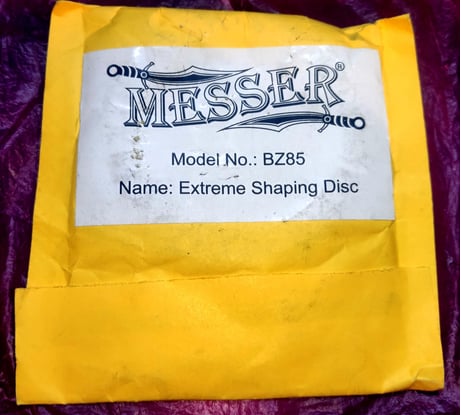 MESSER®
Model No.: BZ85
Name: Extreme Shaping Disc